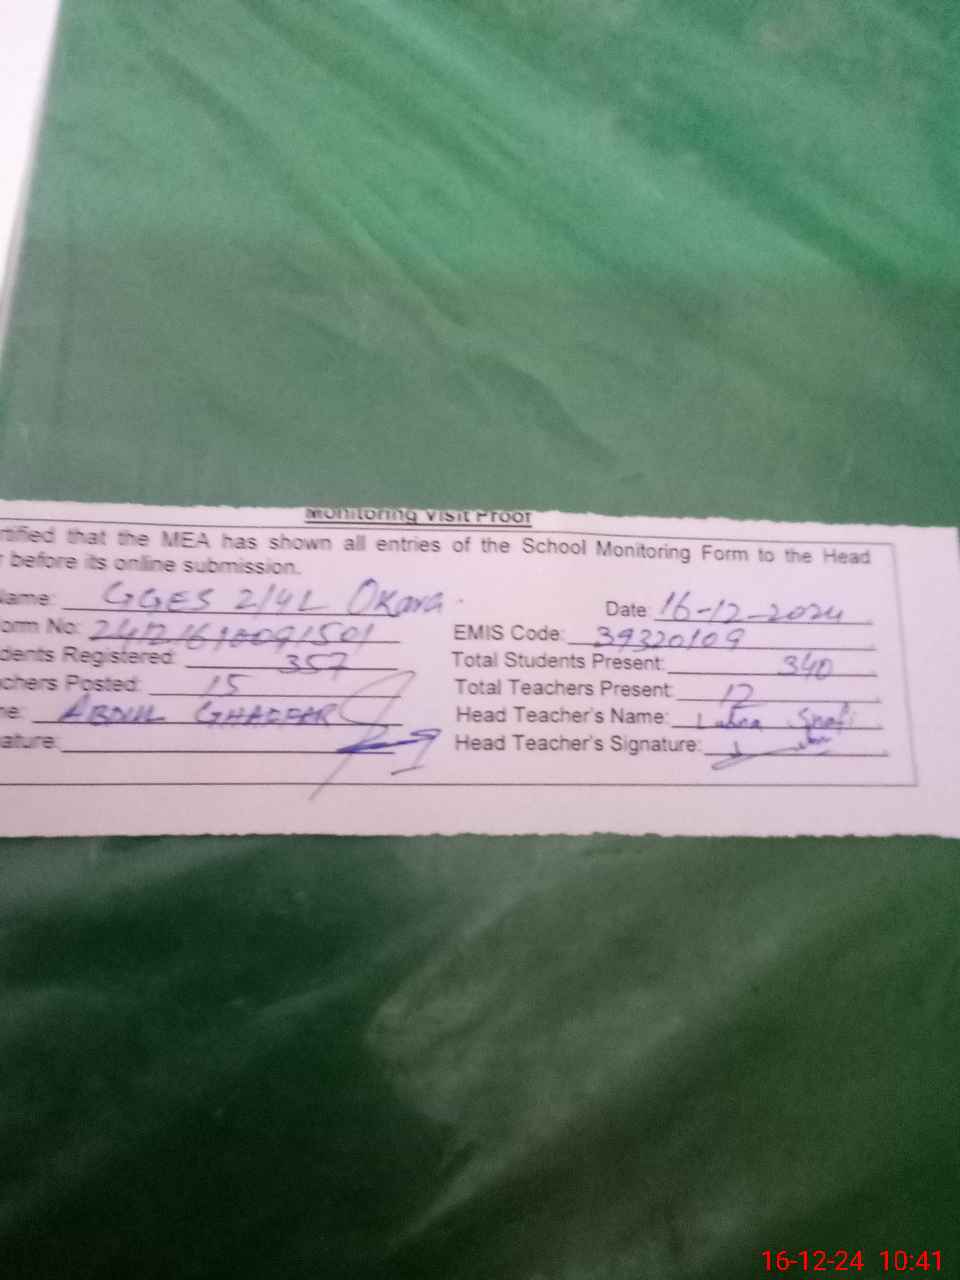 Monitoring Visit Proof
rtified that the MEA has shown all entries of the School Monitoring Form to the Head
r before its online submission.
Name: GGES 2/4L Okara. Date: 16-12-2024
orm No: EMIS Code: 39320109
dents Registered: 357 Total Students Present: 340
chers Posted: 15 Total Teachers Present: 12
me: ABDUL GHAFFAR Head Teacher's Name: Lubna Shafi
ature: Head Teacher's Signature:
16-12-24 10:41